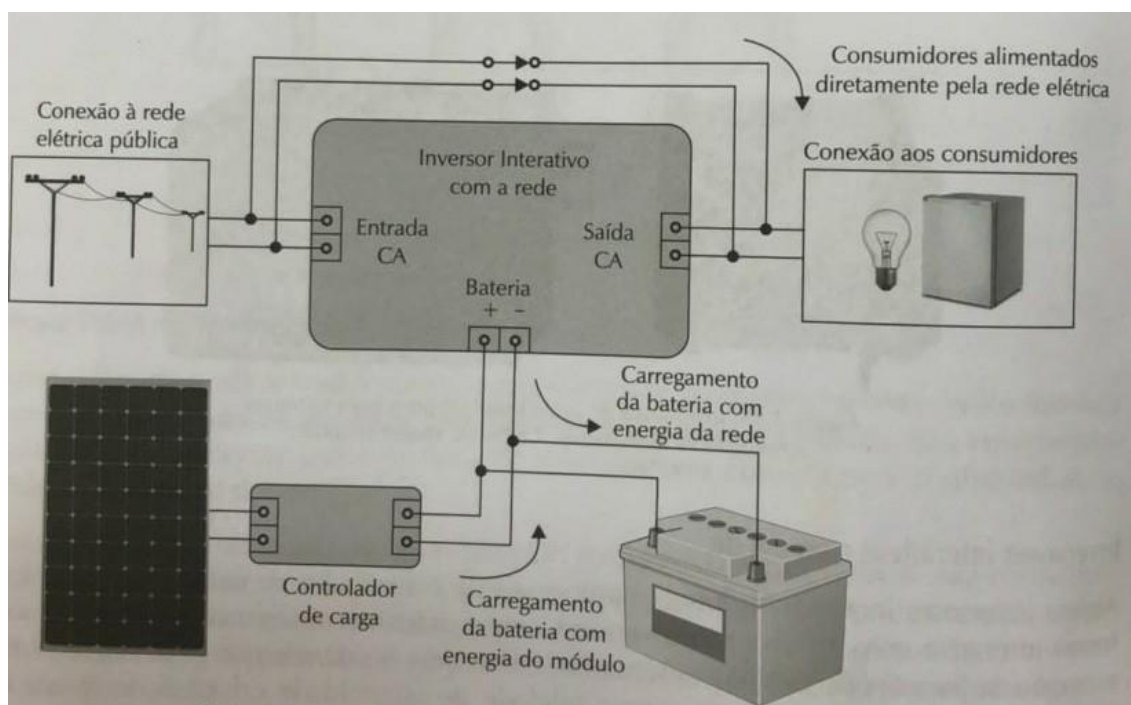 Consumidores alimentados
diretamente pela rede elétrica
Conexão à rede
elétrica pública
Inversor Interativo
com a rede
Conexão aos consumidores
Entrada
CA
Saída
CA
Bateria
+ -
Carregamento
da bateria com
energia da rede
Controlador
de carga
Carregamento
da bateria com
energia do módulo